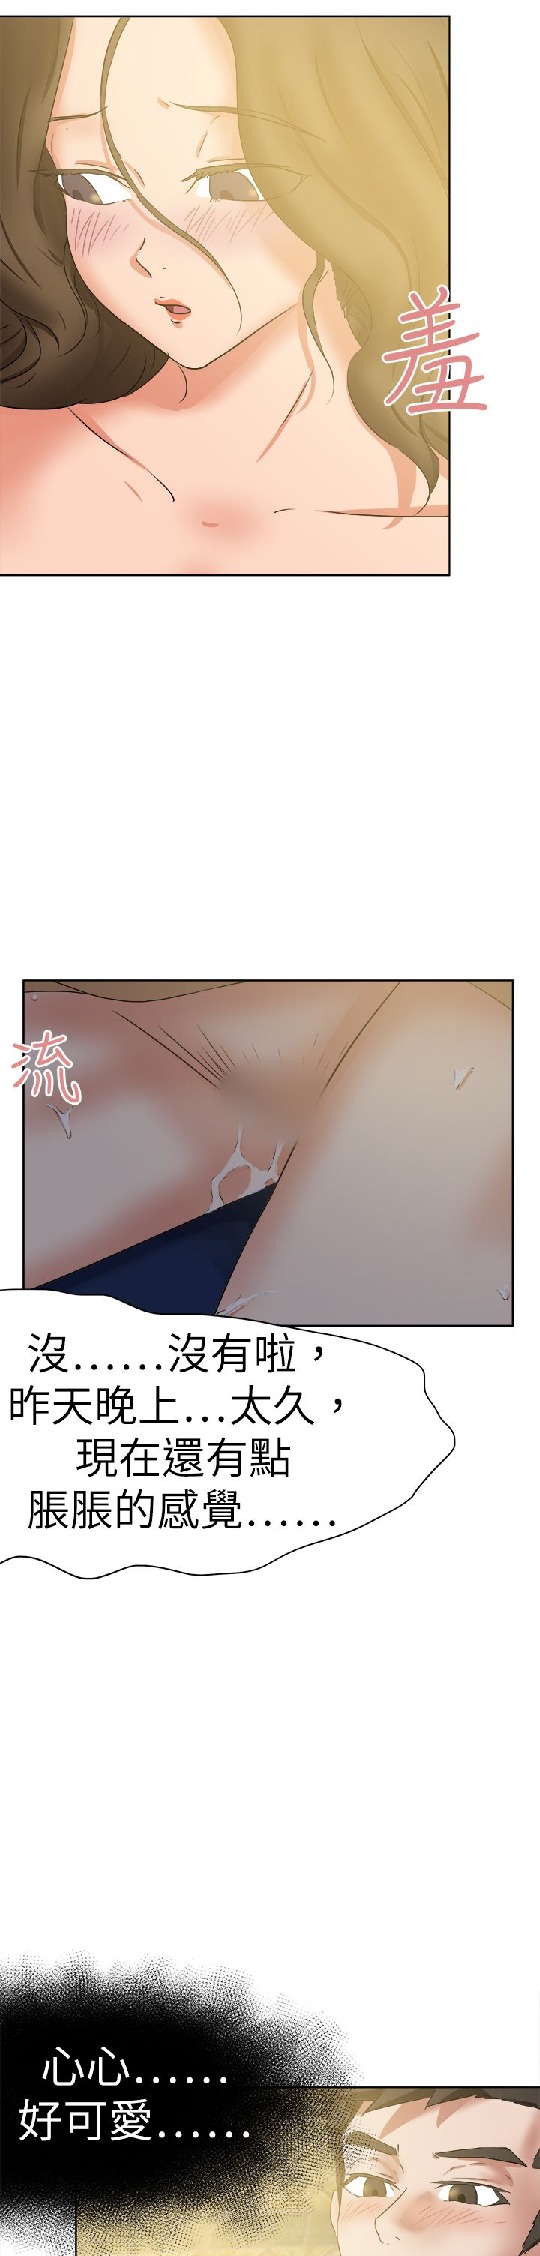 羞
流
沒......沒有啦，
昨天晚上...太久，
現在還有點
脹脹的感覺......
心心......
好可愛......